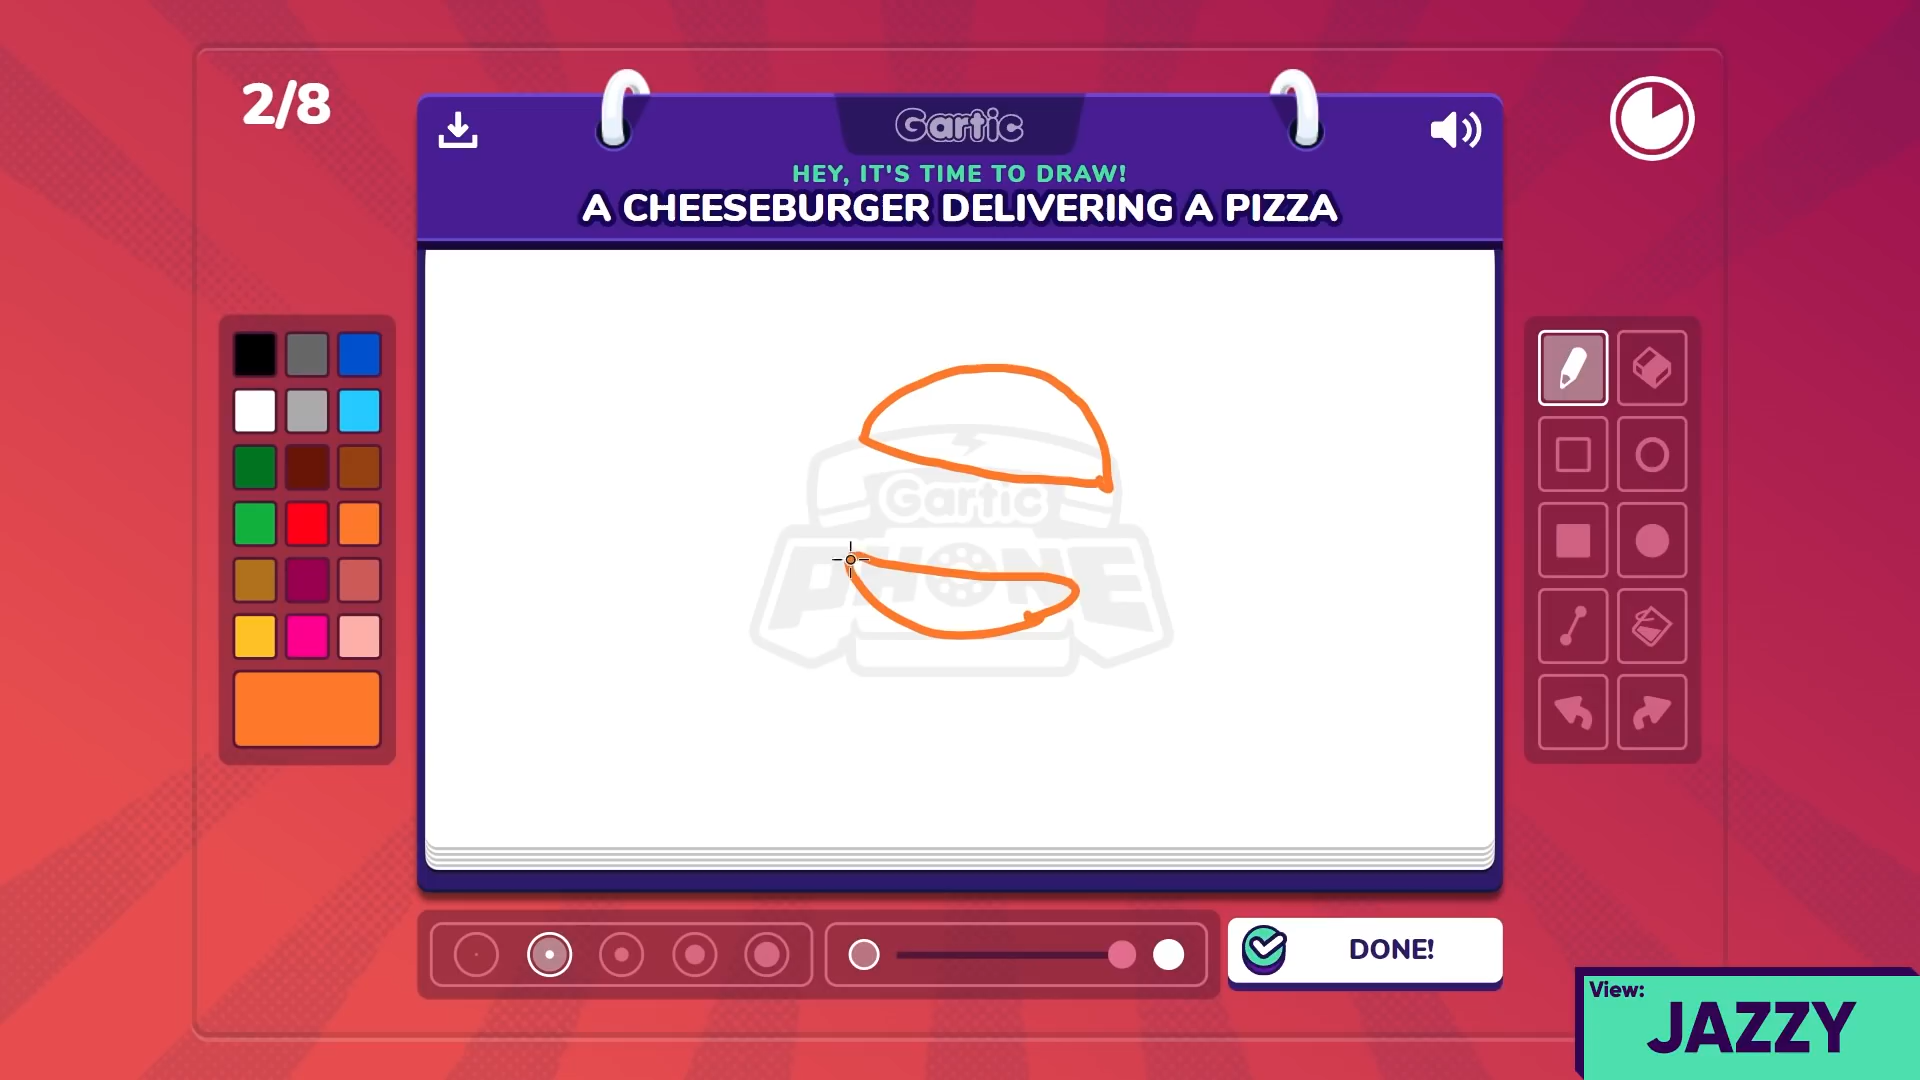 2/8
Gartic
HEY, IT'S TIME TO DRAW!
A CHEESEBURGER DELIVERING A PIZZA
Gartic
PHONE
DONE!
View:
JAZZY